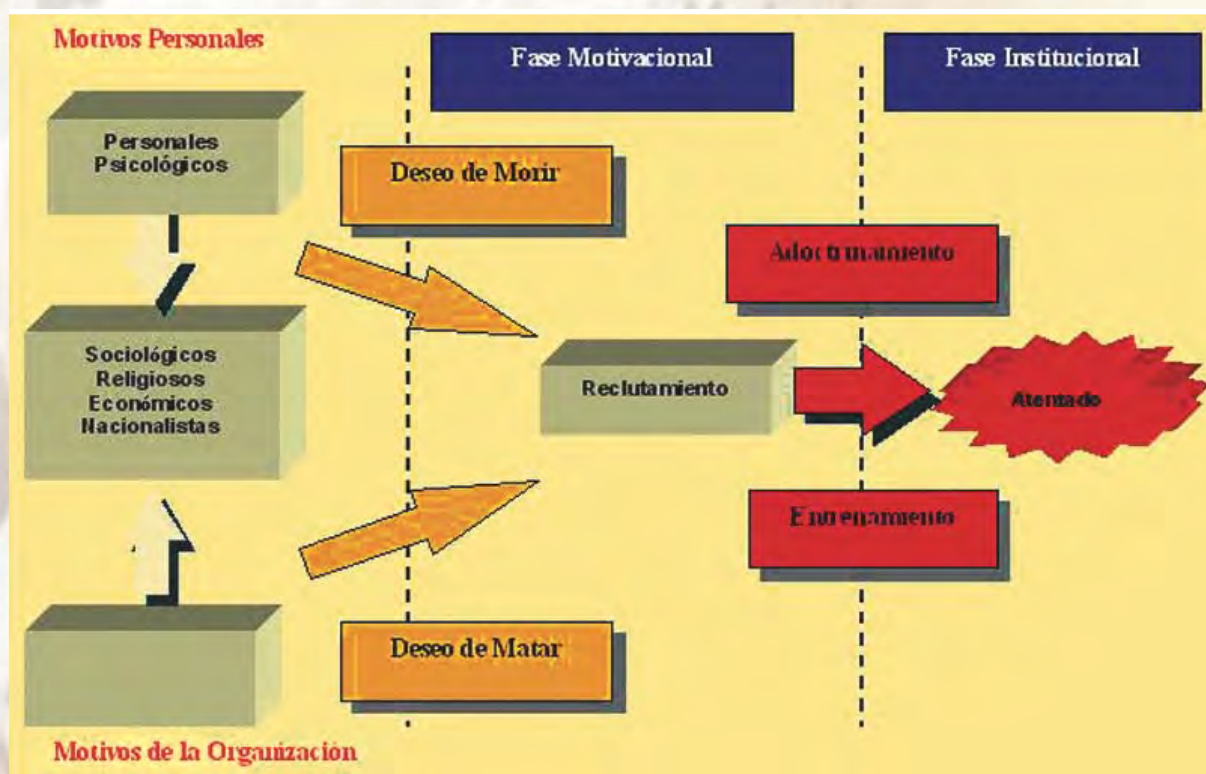 Motivos Personales
Fase Motivacional
Fase Institucional
Personales
Psicológicos
Deseo de Morir
Adoctrinamiento
Sociológicos
Religiosos
Económicos
Nacionalistas
Reclutamiento
Atentado
Entrenamiento
Deseo de Matar
Motivos de la Organización